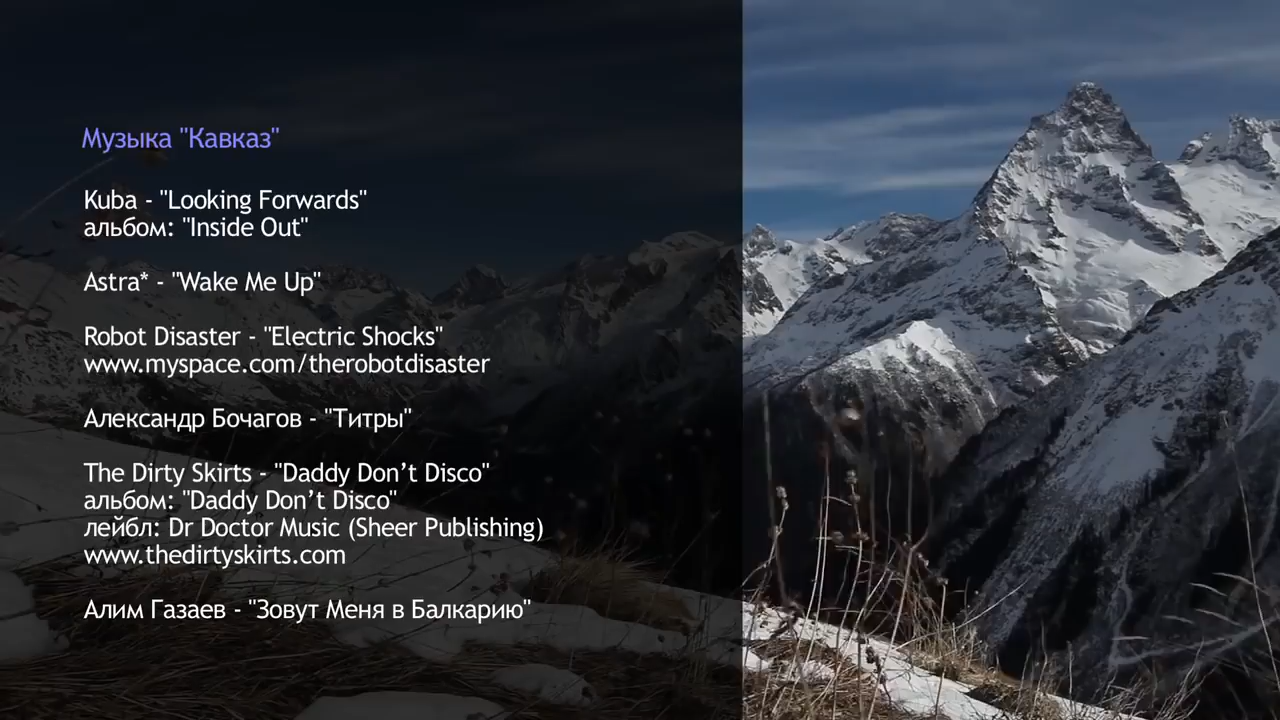 Музыка "Кавказ"
Kuba - "Looking Forwards"
альбом: "Inside Out"
Astra* - "Wake Me Up"
Robot Disaster - "Electric Shocks"
www.myspace.com/therobotdisaster
Александр Бочагов - "Титры"
The Dirty Skirts - "Daddy Don’t Disco"
альбом: "Daddy Don’t Disco"
лейбл: Dr Doctor Music (Sheer Publishing)
www.thedirtyskirts.com
Алим Газаев - "Зовут Меня в Балкарию"